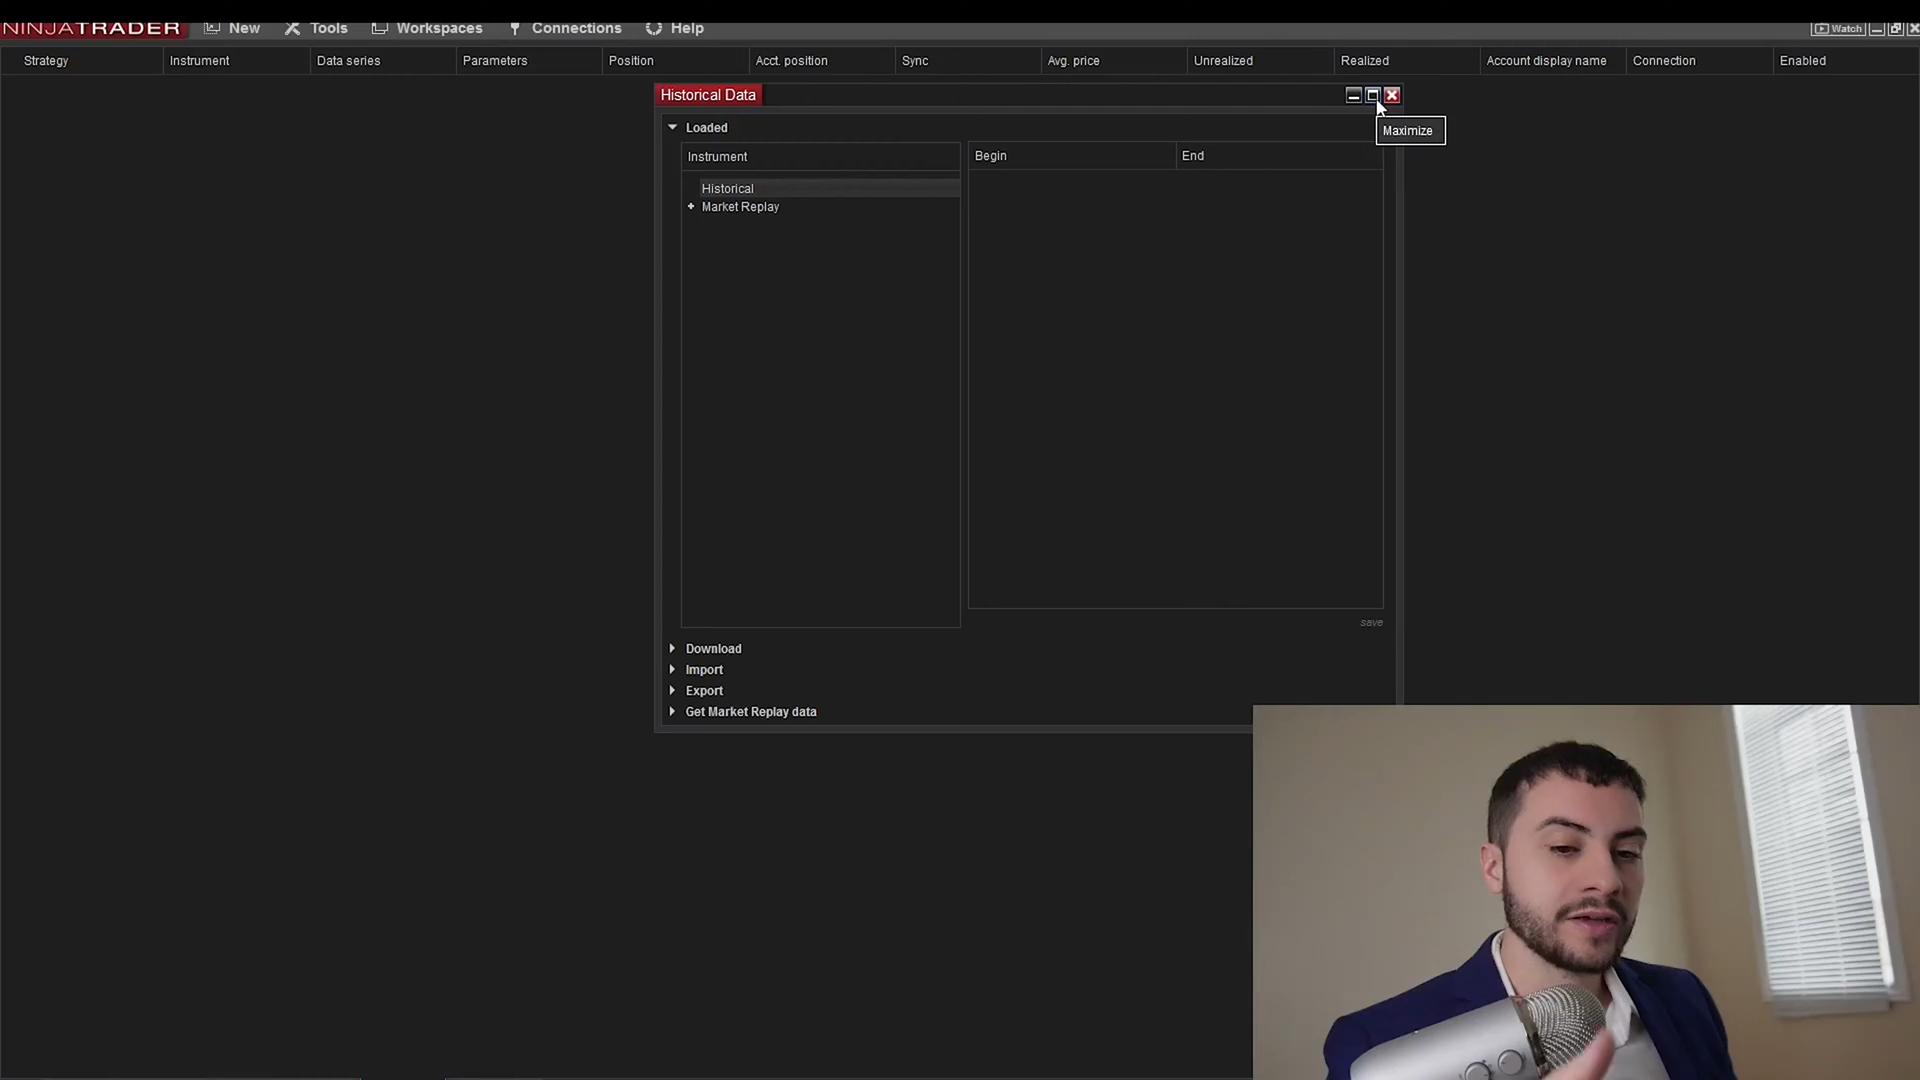 NINJATRADER New Tools Workspaces Connections Help Watch
Strategy Instrument Data series Parameters Position Acct. position Sync Avg. price Unrealized Realized Account display name Connection Enabled
Historical Data
Maximize
Loaded
Instrument Begin End
Historical
Market Replay
save
Download
Import
Export
Get Market Replay data